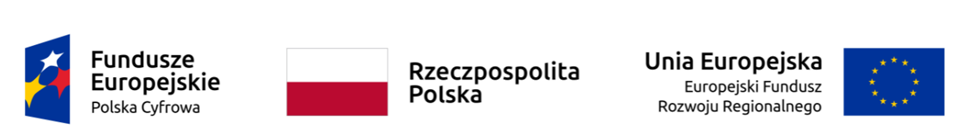 Fundusze
Europejskie
Polska Cyfrowa
Rzeczpospolita
Polska
Unia Europejska
Europejski Fundusz
Rozwoju Regionalnego